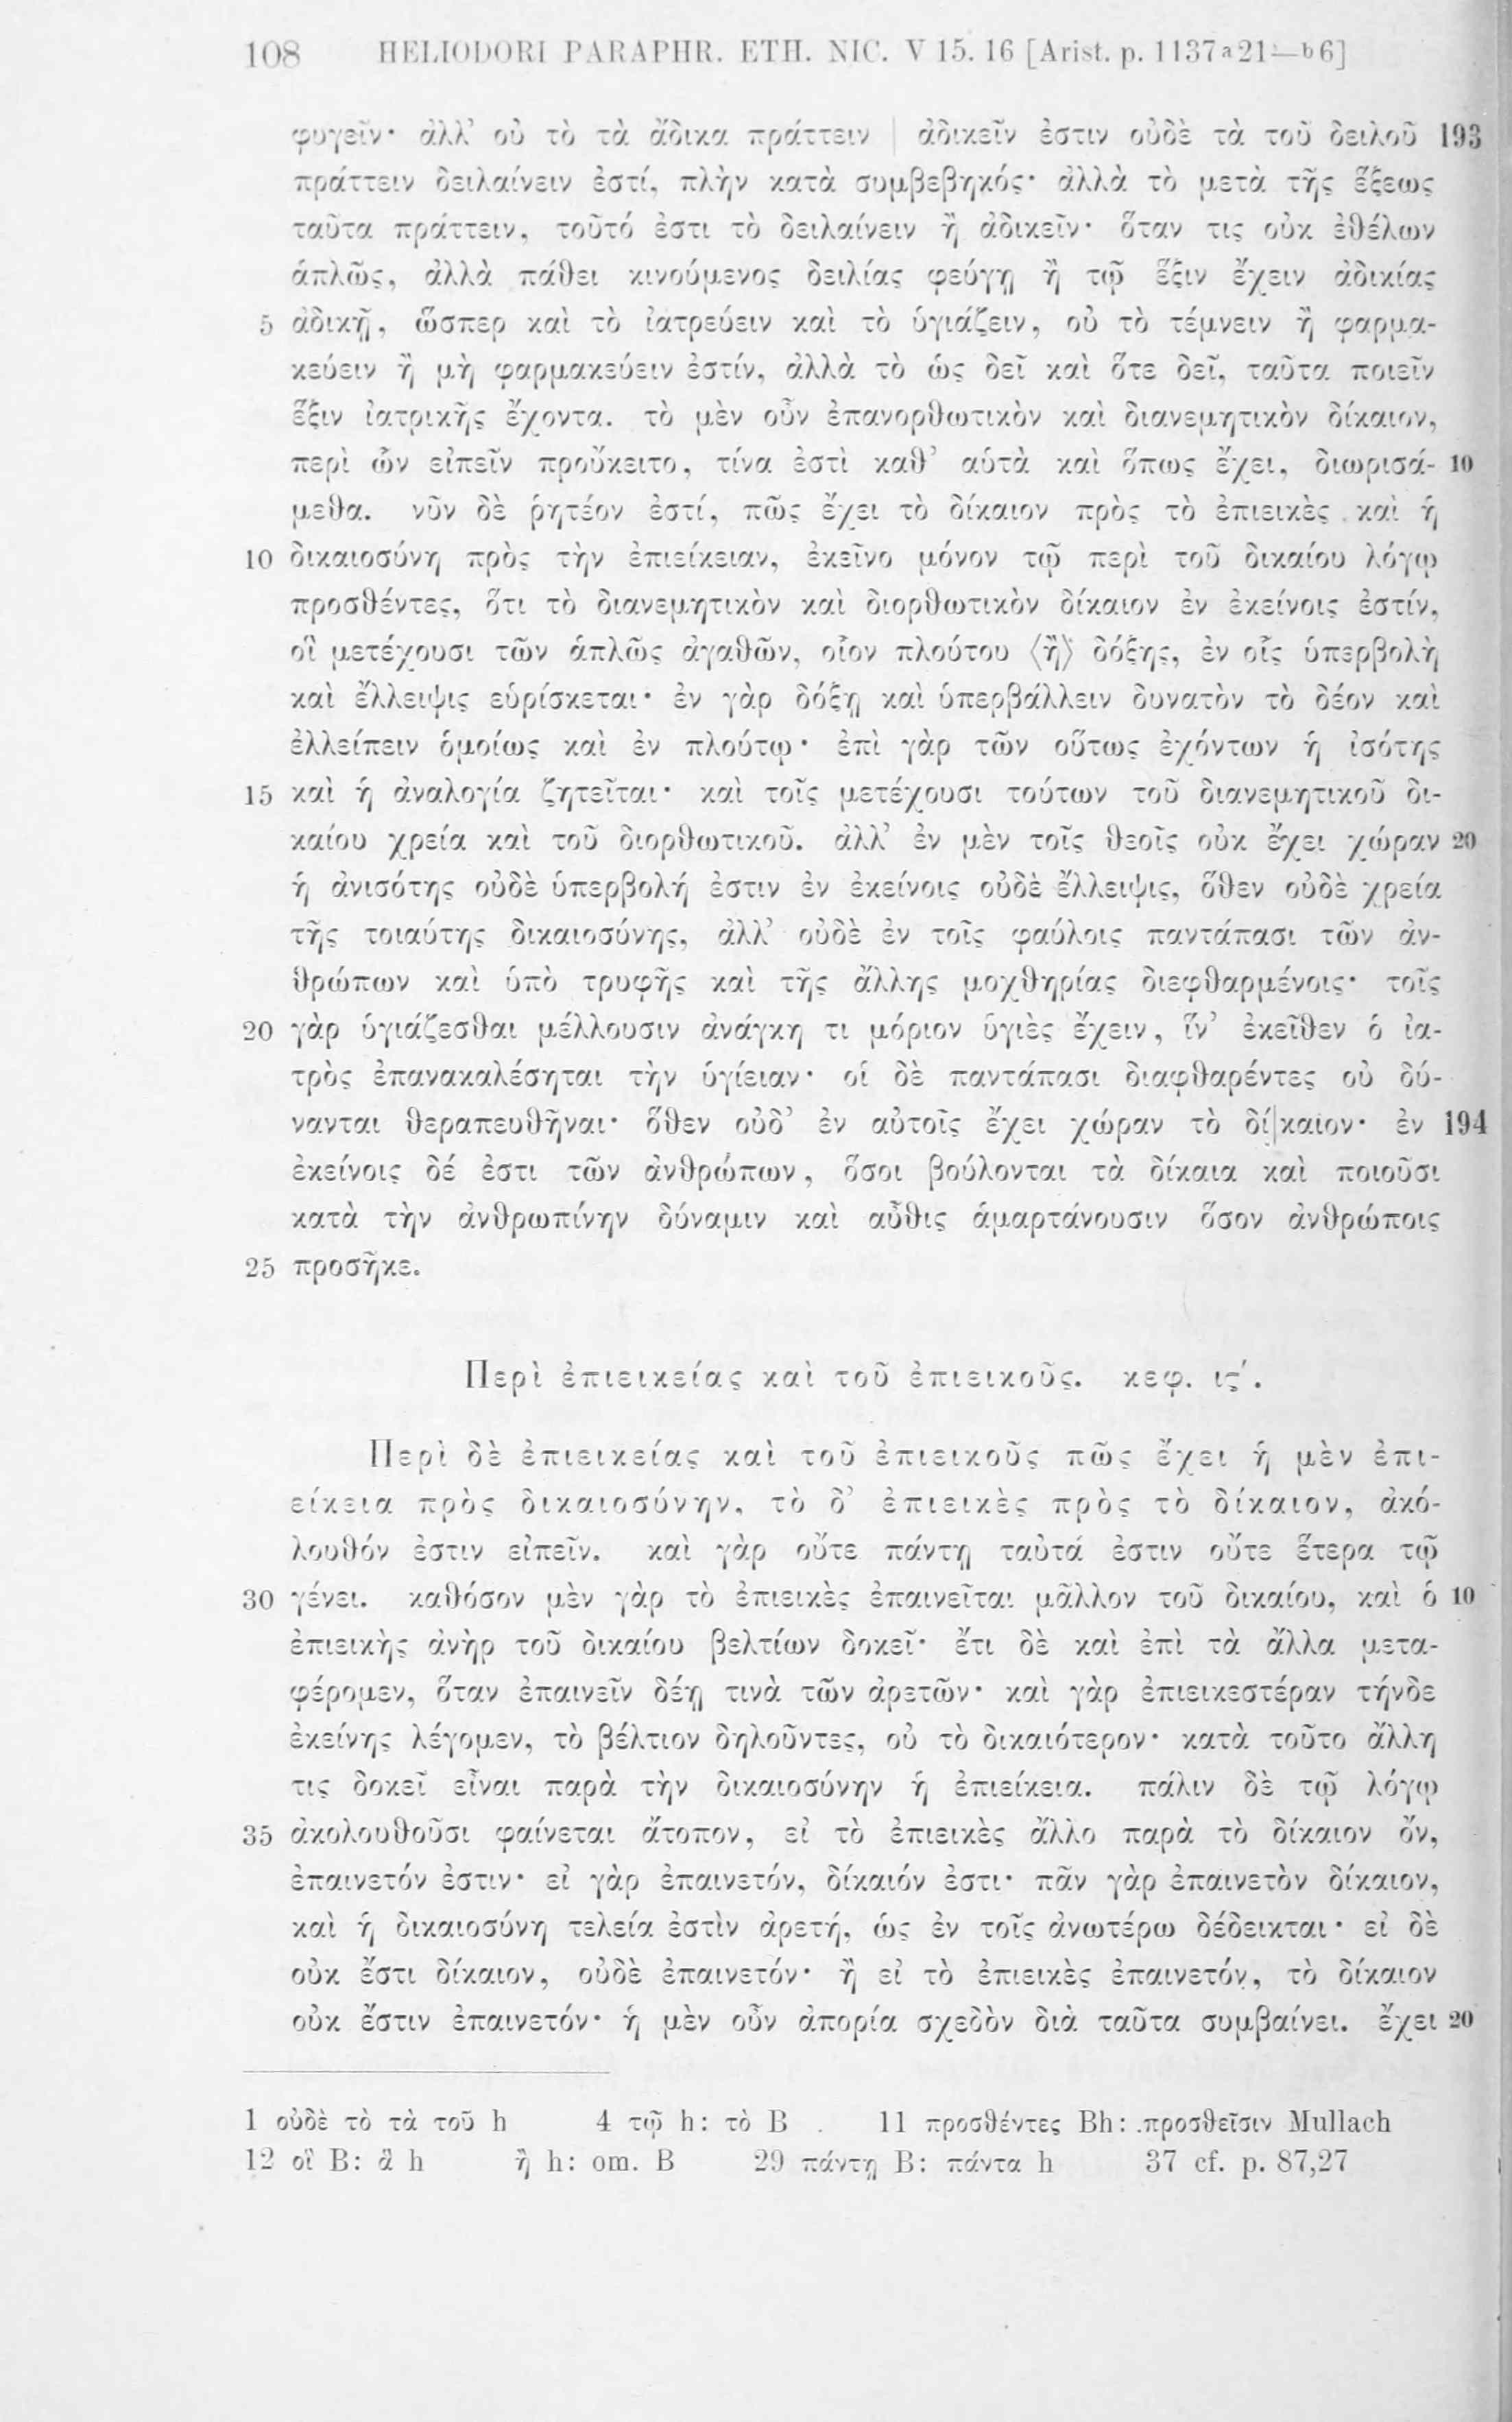 108 HELIODORI PARAPHR. ETH. NIC. V 15. 16 [Arist. p. 1137ᵃ21—ᵇ6]
φυγεῖν· ἀλλ’ οὐ τὸ τὰ ἄδικα πράττειν | ἀδικεῖν ἐστιν οὐδὲ τὰ τοῦ δειλοῦ 193
πράττειν δειλαίνειν ἐστί, πλὴν κατὰ συμβεβηκός· ἀλλὰ τὸ μετὰ τῆς ἕξεως
ταῦτα πράττειν, τοῦτό ἐστι τὸ δειλαίνειν ἢ ἀδικεῖν· ὅταν τις οὐκ ἐθέλων
ἁπλῶς, ἀλλὰ πάθει κινούμενος δειλίας φεύγῃ ἢ τῷ ἕξιν ἔχειν ἀδικίας
5 ἀδικῇ, ὥσπερ καὶ τὸ ἰατρεύειν καὶ τὸ ὑγιάζειν, οὐ τὸ τέμνειν ἢ φαρμα-
κεύειν ἢ μὴ φαρμακεύειν ἐστίν, ἀλλὰ τὸ ὡς δεῖ καὶ ὅτε δεῖ, ταῦτα ποιεῖν
ἕξιν ἰατρικῆς ἔχοντα. τὸ μὲν οὖν ἐπανορθωτικὸν καὶ διανεμητικὸν δίκαιον,
περὶ ὧν εἰπεῖν προὔκειτο, τίνα ἐστὶ καθ’ αὑτὰ καὶ ὅπως ἔχει, διωρισά- 10
μεθα. νῦν δὲ ῥητέον ἐστί, πῶς ἔχει τὸ δίκαιον πρὸς τὸ ἐπιεικὲς καὶ ἡ
10 δικαιοσύνη πρὸς τὴν ἐπιείκειαν, ἐκεῖνο μόνον τῷ περὶ τοῦ δικαίου λόγῳ
προσθέντες, ὅτι τὸ διανεμητικὸν καὶ διορθωτικὸν δίκαιον ἐν ἐκείνοις ἐστίν,
οἳ μετέχουσι τῶν ἁπλῶς ἀγαθῶν, οἷον πλούτου ⟨ἢ⟩ δόξης, ἐν οἷς ὑπερβολὴ
καὶ ἔλλειψις εὑρίσκεται· ἐν γὰρ δόξῃ καὶ ὑπερβάλλειν δυνατὸν τὸ δέον καὶ
ἐλλείπειν ὁμοίως καὶ ἐν πλούτῳ· ἐπὶ γὰρ τῶν οὕτως ἐχόντων ἡ ἰσότης
15 καὶ ἡ ἀναλογία ζητεῖται· καὶ τοῖς μετέχουσι τούτων τοῦ διανεμητικοῦ δι-
καίου χρεία καὶ τοῦ διορθωτικοῦ. ἀλλ’ ἐν μὲν τοῖς θεοῖς οὐκ ἔχει χώραν 20
ἡ ἀνισότης οὐδὲ ὑπερβολή ἐστιν ἐν ἐκείνοις οὐδὲ ἔλλειψις, ὅθεν οὐδὲ χρεία
τῆς τοιαύτης δικαιοσύνης, ἀλλ’ οὐδὲ ἐν τοῖς φαύλοις παντάπασι τῶν ἀν-
θρώπων καὶ ὑπὸ τρυφῆς καὶ τῆς ἄλλης μοχθηρίας διεφθαρμένοις· τοῖς
20 γὰρ ὑγιάζεσθαι μέλλουσιν ἀνάγκη τι μόριον ὑγιὲς ἔχειν, ἵν’ ἐκεῖθεν ὁ ἰα-
τρὸς ἐπανακαλέσηται τὴν ὑγίειαν· οἱ δὲ παντάπασι διαφθαρέντες οὐ δύ-
νανται θεραπευθῆναι· ὅθεν οὐδ’ ἐν αὐτοῖς ἔχει χώραν τὸ δί|καιον· ἐν 194
ἐκείνοις δέ ἐστι τῶν ἀνθρώπων, ὅσοι βούλονται τὰ δίκαια καὶ ποιοῦσι
κατὰ τὴν ἀνθρωπίνην δύναμιν καὶ αὖθις ἁμαρτάνουσιν ὅσον ἀνθρώποις
25 προσῆκε.
Περὶ ἐπιεικείας καὶ τοῦ ἐπιεικοῦς. κεφ. ιϛ΄.
Περὶ δὲ ἐπιεικείας καὶ τοῦ ἐπιεικοῦς πῶς ἔχει ἡ μὲν ἐπι-
είκεια πρὸς δικαιοσύνην, τὸ δ’ ἐπιεικὲς πρὸς τὸ δίκαιον, ἀκό-
λουθόν ἐστιν εἰπεῖν. καὶ γὰρ οὔτε πάντῃ ταὐτά ἐστιν οὔτε ἕτερα τῷ
30 γένει. καθόσον μὲν γὰρ τὸ ἐπιεικὲς ἐπαινεῖται μᾶλλον τοῦ δικαίου, καὶ ὁ 10
ἐπιεικὴς ἀνὴρ τοῦ δικαίου βελτίων δοκεῖ· ἔτι δὲ καὶ ἐπὶ τὰ ἄλλα μετα-
φέρομεν, ὅταν ἐπαινεῖν δέῃ τινὰ τῶν ἀρετῶν· καὶ γὰρ ἐπιεικεστέραν τήνδε
ἐκείνης λέγομεν, τὸ βέλτιον δηλοῦντες, οὐ τὸ δικαιότερον· κατὰ τοῦτο ἄλλη
τις δοκεῖ εἶναι παρὰ τὴν δικαιοσύνην ἡ ἐπιείκεια. πάλιν δὲ τῷ λόγῳ
35 ἀκολουθοῦσι φαίνεται ἄτοπον, εἰ τὸ ἐπιεικὲς ἄλλο παρὰ τὸ δίκαιον ὄν,
ἐπαινετόν ἐστιν· εἰ γὰρ ἐπαινετόν, δίκαιόν ἐστι· πᾶν γὰρ ἐπαινετὸν δίκαιον,
καὶ ἡ δικαιοσύνη τελεία ἐστὶν ἀρετή, ὡς ἐν τοῖς ἀνωτέρω δέδεικται· εἰ δὲ
οὐκ ἔστι δίκαιον, οὐδὲ ἐπαινετόν· ἢ εἰ τὸ ἐπιεικὲς ἐπαινετόν, τὸ δίκαιον
οὐκ ἔστιν ἐπαινετόν· ἡ μὲν οὖν ἀπορία σχεδὸν διὰ ταῦτα συμβαίνει. ἔχει 20
1 οὐδὲ τὸ τὰ τοῦ h 4 τῷ h: τὸ B 11 προσθέντες Bh: προσθεῖσιν Mullach
12 οἳ B: ἃ h ἢ h: om. B 29 πάντῃ B: πάντα h 37 cf. p. 87,27